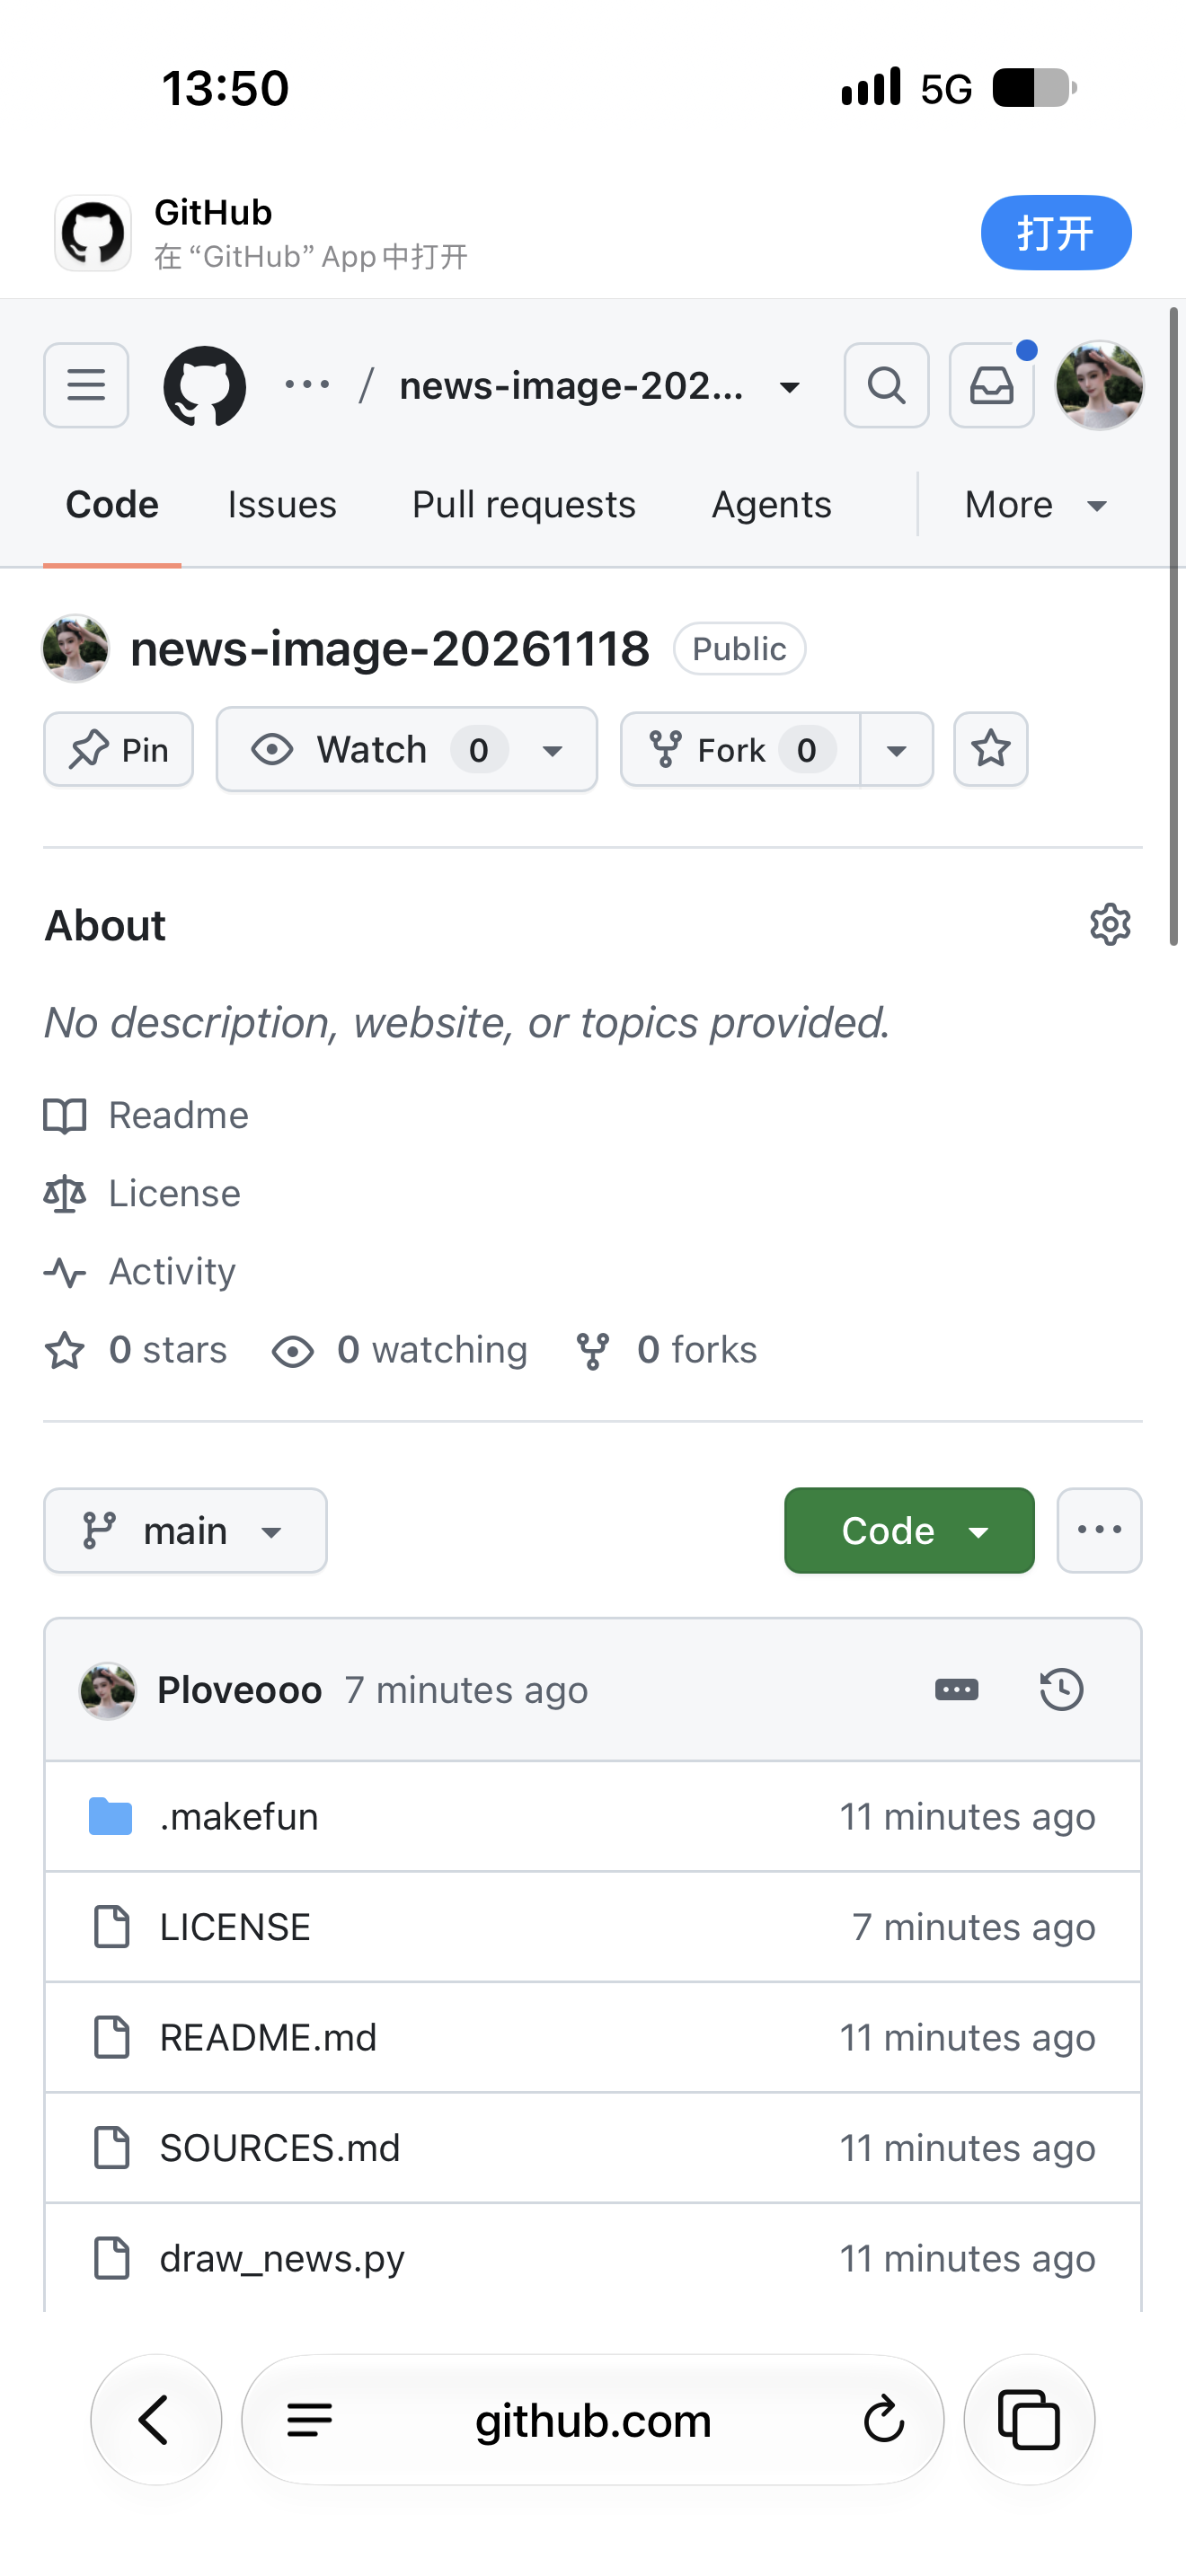 13:50 5G
GitHub
在“GitHub”App中打开
打开
/ news-image-202...
Code Issues Pull requests Agents More
news-image-20261118 Public
Pin Watch 0 Fork 0
About
No description, website, or topics provided.
Readme
License
Activity
0 stars 0 watching 0 forks
main Code
Ploveooo 7 minutes ago
.makefun 11 minutes ago
LICENSE 7 minutes ago
README.md 11 minutes ago
SOURCES.md 11 minutes ago
draw_news.py 11 minutes ago
github.com